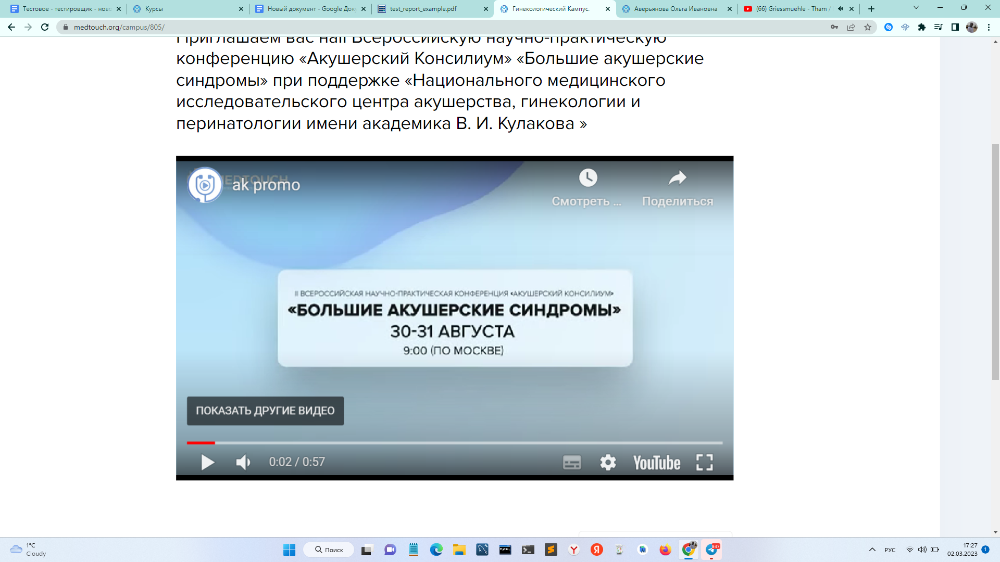 Тестовое - тестировщик - ново
Курсы
Новый документ - Google Док
test_report_example.pdf
Гинекологический Кампус.
Аверьянова Ольга Ивановна
(66) Griessmuehle - Tham /
medtouch.org/campus/805/
Приглашаем вас наII Всероссийскую научно-практическую
конференцию «Акушерский Консилиум» «Большие акушерские
синдромы» при поддержке «Национального медицинского
исследовательского центра акушерства, гинекологии и
перинатологии имени академика В. И. Кулакова »
MEDTOUCH
ak promo
Смотреть ...
Поделиться
II ВСЕРОССИЙСКАЯ НАУЧНО-ПРАКТИЧЕСКАЯ КОНФЕРЕНЦИЯ «АКУШЕРСКИЙ КОНСИЛИУМ»
«БОЛЬШИЕ АКУШЕРСКИЕ СИНДРОМЫ»
30-31 АВГУСТА
9:00 (ПО МОСКВЕ)
ПОКАЗАТЬ ДРУГИЕ ВИДЕО
0:02 / 0:57
YouTube
1°C
Cloudy
Поиск
847
РУС
17:27
02.03.2023
1